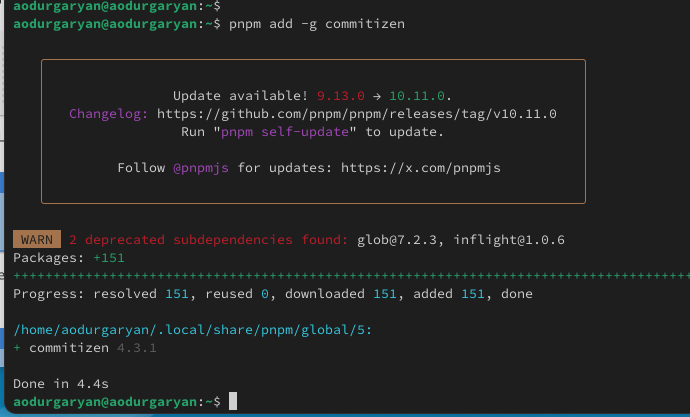 aodurgaryan@aodurgaryan:~$
aodurgaryan@aodurgaryan:~$ pnpm add -g commitizen
Update available! 9.13.0 → 10.11.0.
Changelog: https://github.com/pnpm/pnpm/releases/tag/v10.11.0
Run "pnpm self-update" to update.
Follow @pnpmjs for updates: https://x.com/pnpmjs
WARN 2 deprecated subdependencies found: glob@7.2.3, inflight@1.0.6
Packages: +151
++++++++++++++++++++++++++++++++++++++++++++++++++++++++++++++++++++++++++++++++++++
Progress: resolved 151, reused 0, downloaded 151, added 151, done
/home/aodurgaryan/.local/share/pnpm/global/5:
+ commitizen 4.3.1
Done in 4.4s
aodurgaryan@aodurgaryan:~$